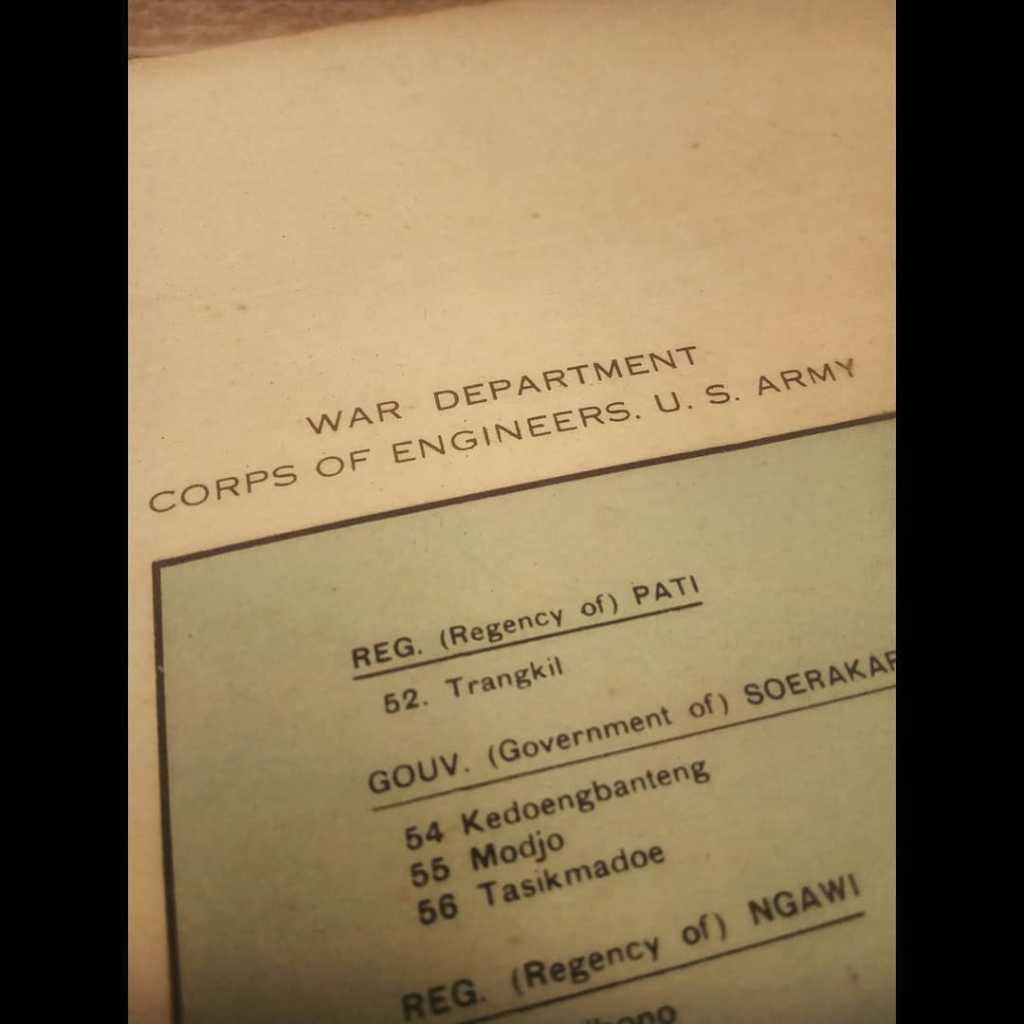 WAR DEPARTMENT
CORPS OF ENGINEERS. U. S. ARMY
REG. (Regency of) PATI
52. Trangkil
GOUV. (Government of)
54 Kedoengbanteng
55 Modjo
56 Tasikmadoe
REG. (Regency of) NGAWI